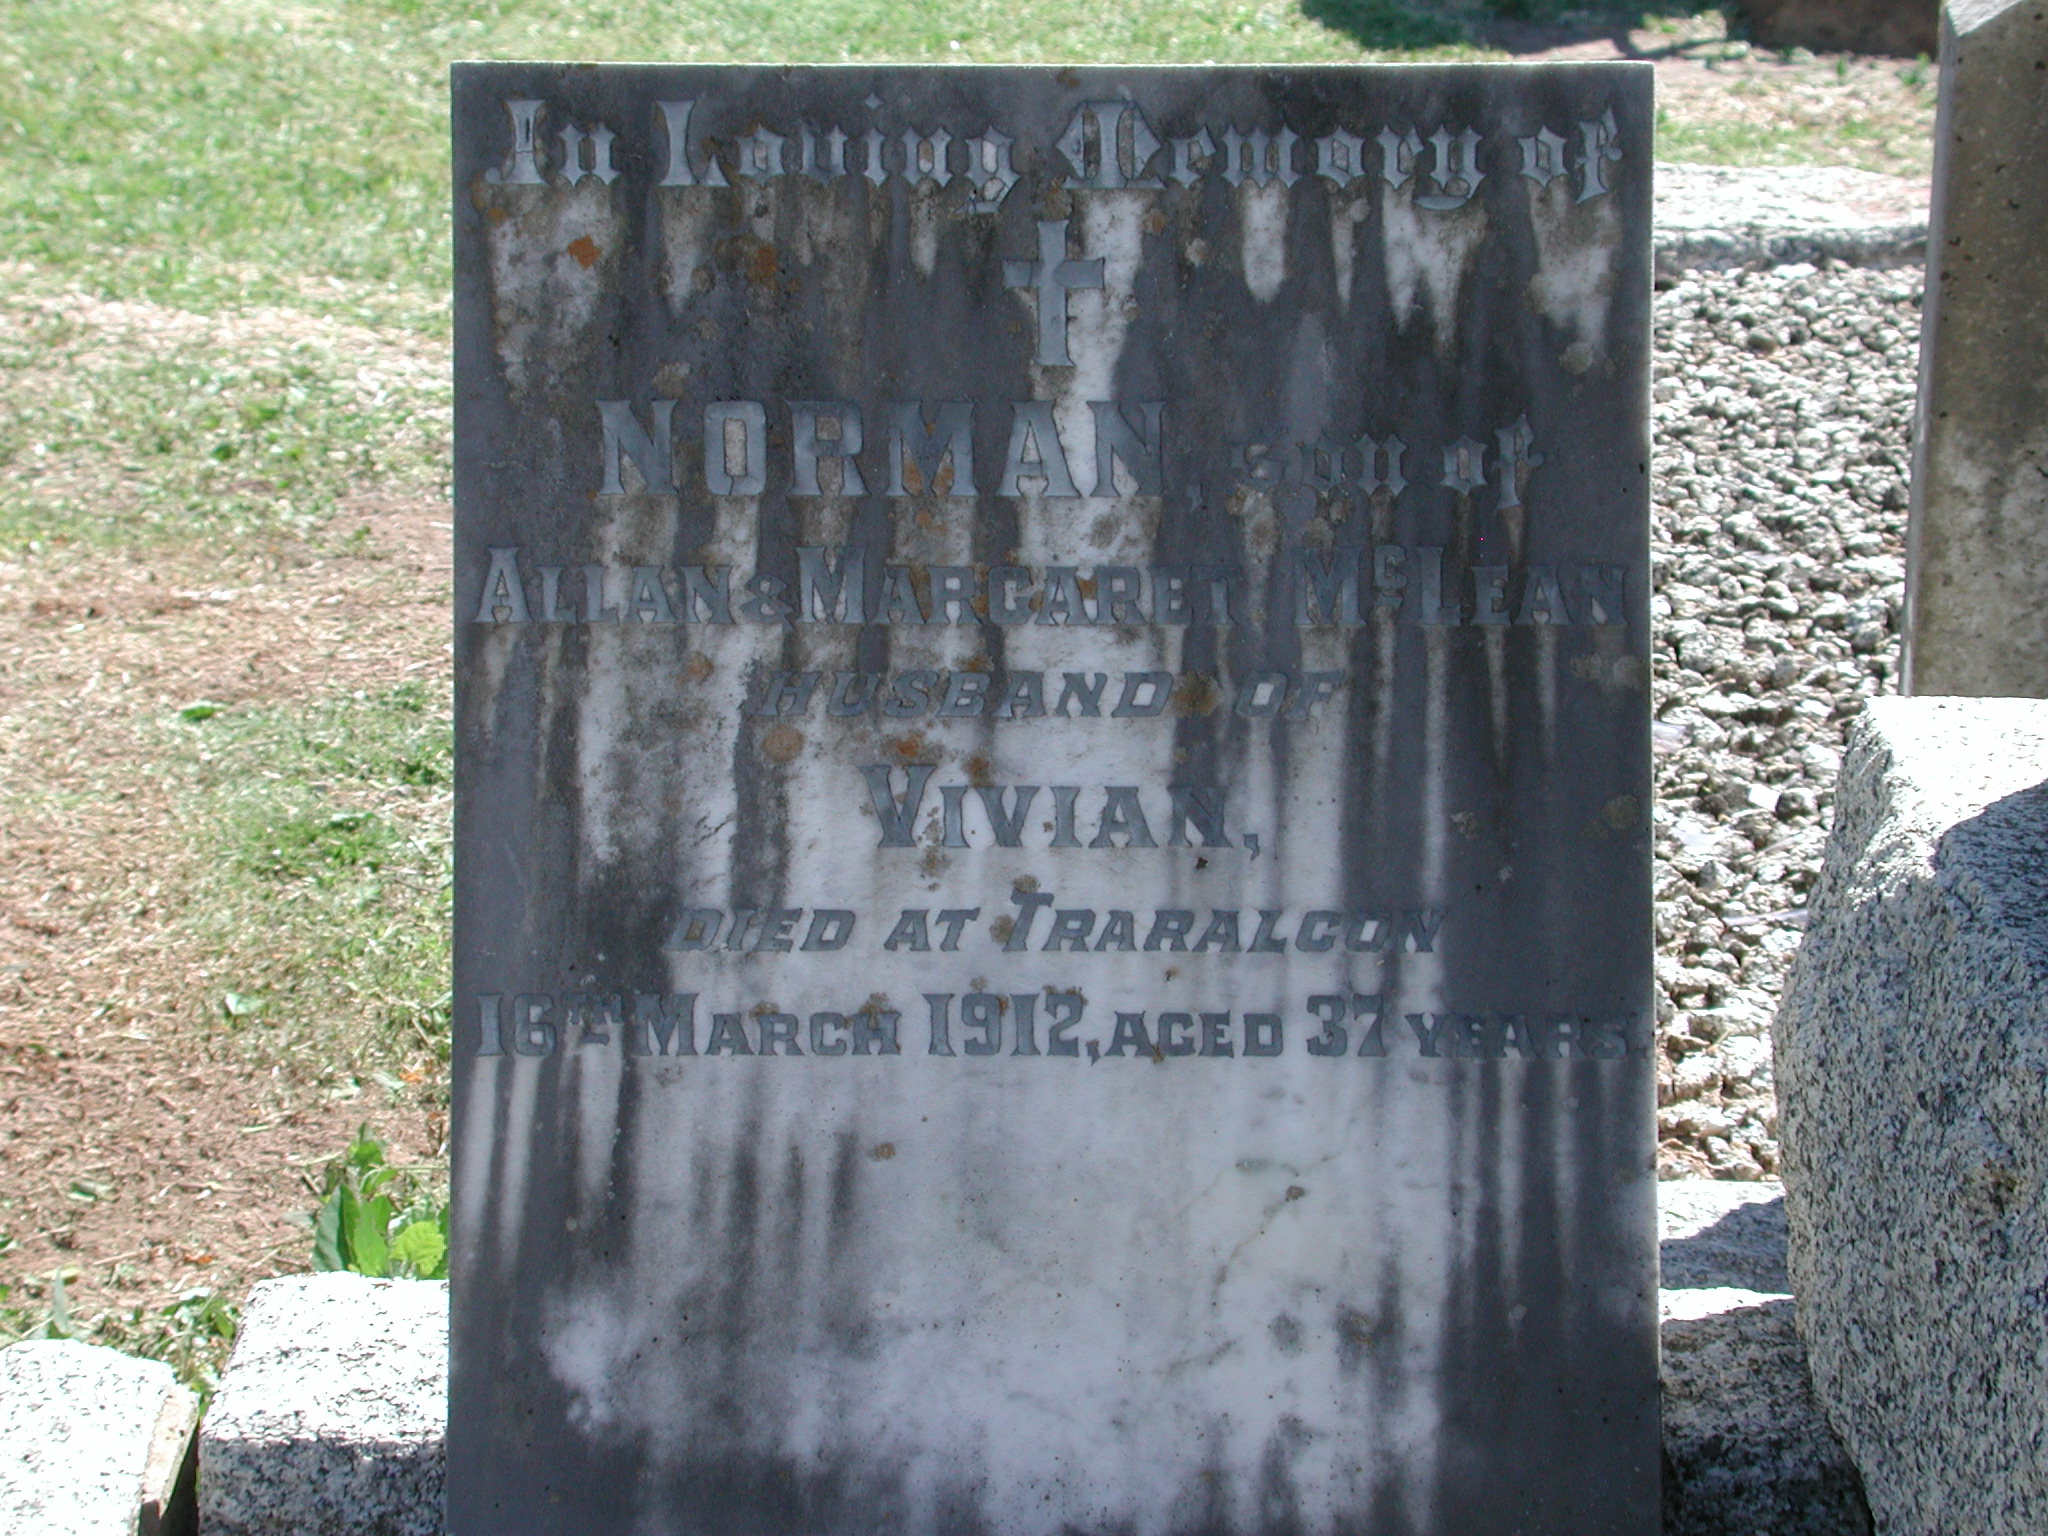 In Loving Memory of
NORMAN, son of
ALLAN & MARGARET McLEAN
HUSBAND OF
VIVIAN,
DIED AT TRARALGON
16TH MARCH 1912, AGED 37 YEARS.